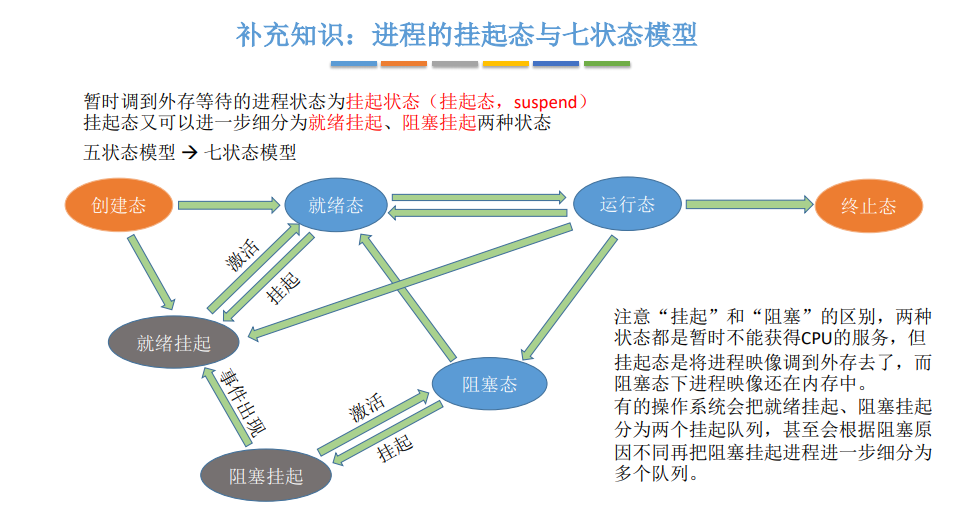 补充知识：进程的挂起态与七状态模型
暂时调到外存等待的进程状态为挂起状态（挂起态，suspend）
挂起态又可以进一步细分为就绪挂起、阻塞挂起两种状态
五状态模型→七状态模型
创建态
就绪态
运行态
终止态
激活
挂起
就绪挂起
阻塞态
事件出现
激活
挂起
阻塞挂起
注意“挂起”和“阻塞”的区别，两种
状态都是暂时不能获得CPU的服务，但
挂起态是将进程映像调到外存去了，而
阻塞态下进程映像还在内存中。
有的操作系统会把就绪挂起、阻塞挂起
分为两个挂起队列，甚至会根据阻塞原
因不同再把阻塞挂起进程进一步细分为
多个队列。